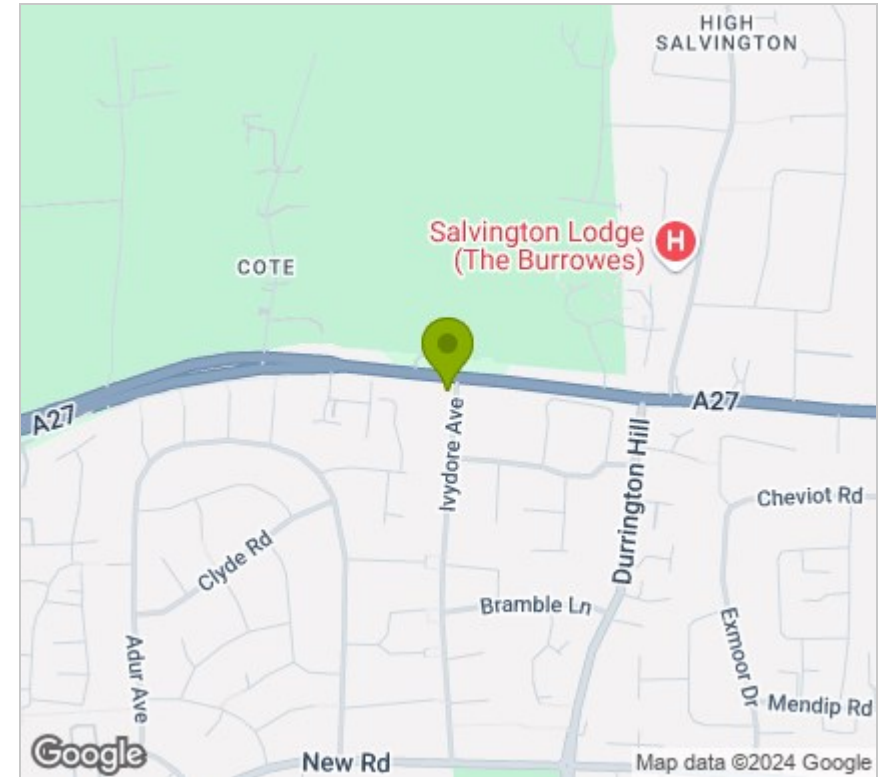 HIGH
SALVINGTON
Salvington Lodge
(The Burrowes)
H
COTE
A27
A27
Ivydore Ave
Durrington Hill
Cheviot Rd
Clyde Rd
Bramble Ln
Exmoor Dr
Adur Ave
Mendip Rd
Google
New Rd
Map data ©2024 Google